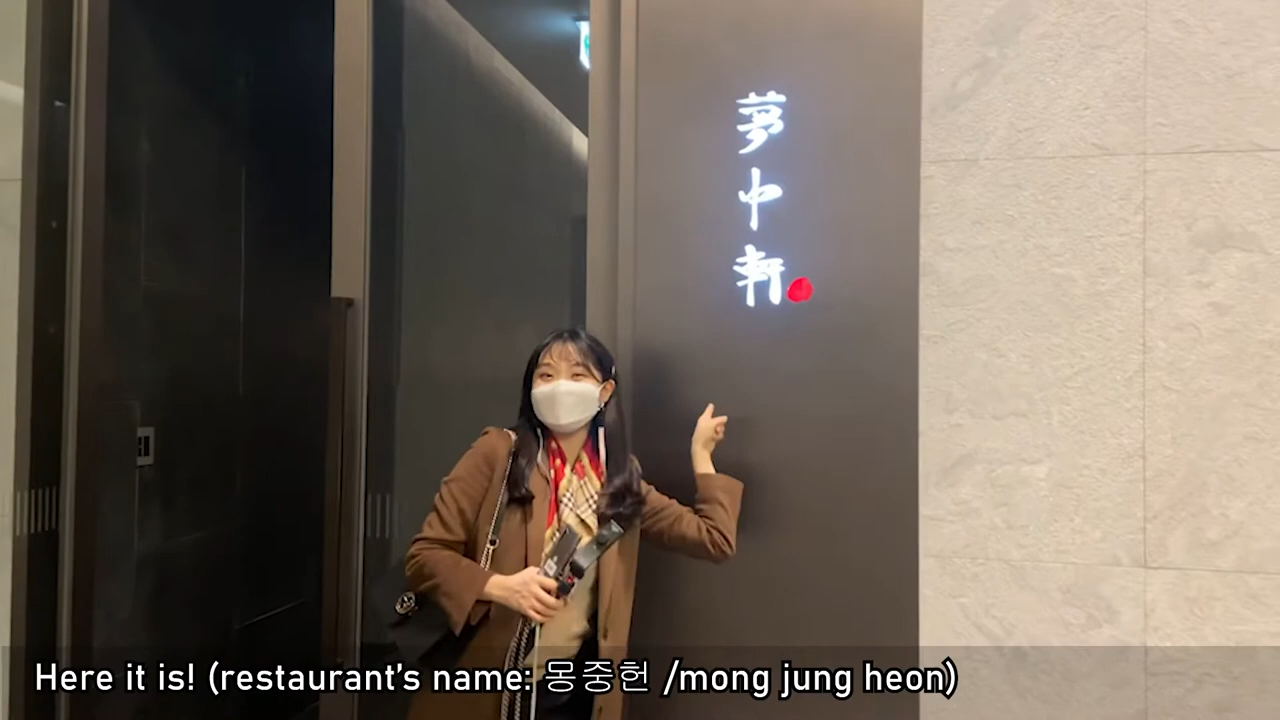 夢中軒
Here it is! (restaurant's name: 몽중헌 /mong jung heon)